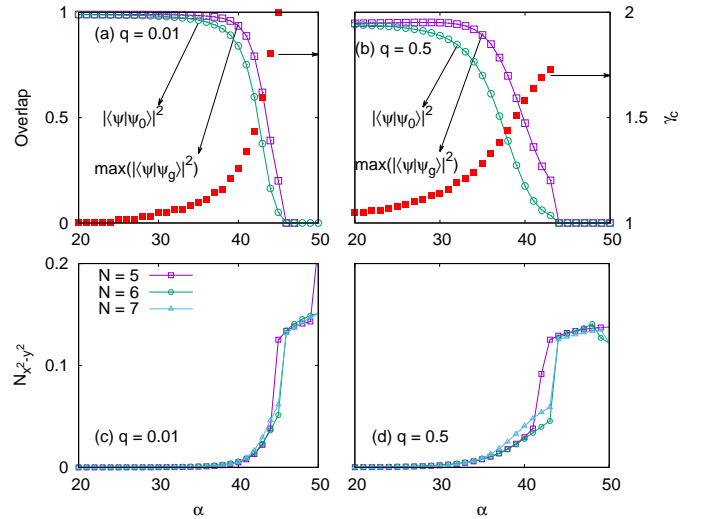 (a) q = 0.01
(b) q = 0.5
Overlap
γc
|⟨ψ|ψ0⟩|²
max(|⟨ψ|ψg⟩|²)
|⟨ψ|ψ0⟩|²
max(|⟨ψ|ψg⟩|²)
1
0.5
0
2
1.5
1
20 30 40 50
20 30 40 50
0.2
0.1
0
Nx²-y²
N = 5
N = 6
N = 7
(c) q = 0.01
(d) q = 0.5
20 30 40 50
20 30 40 50
α
α